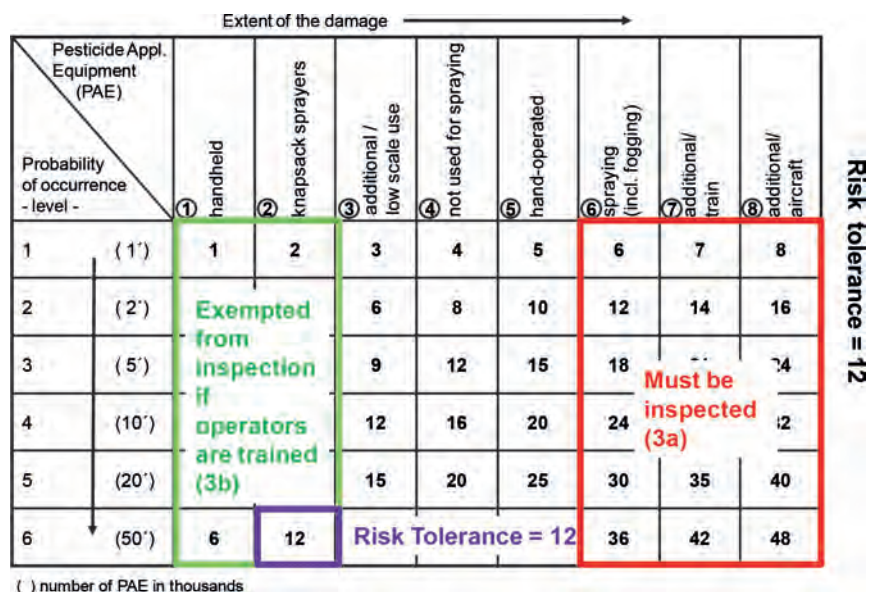 Extent of the damage
Pesticide Appl.
Equipment
(PAE)
Probability
of occurrence
- level -
① handheld
② knapsack sprayers
③ additional /
low scale use
④ not used for spraying
⑤ hand-operated
⑥ spraying
(incl. fogging)
⑦ additional/
train
⑧ additional/
aircraft
Risk tolerance = 12
1 (1´) 1 2 3 4 5 6 7 8
2 (2´) 6 8 10 12 14 16
3 (5´) 9 12 15 18
4 (10´) 12 16 20 24
5 (20´) 15 20 25 30 35 40
6 (50´) 6 12 Risk Tolerance = 12 36 42 48
Exempted
from
inspection
if
operators
are trained
(3b)
Must be
inspected
(3a)
( ) number of PAE in thousands